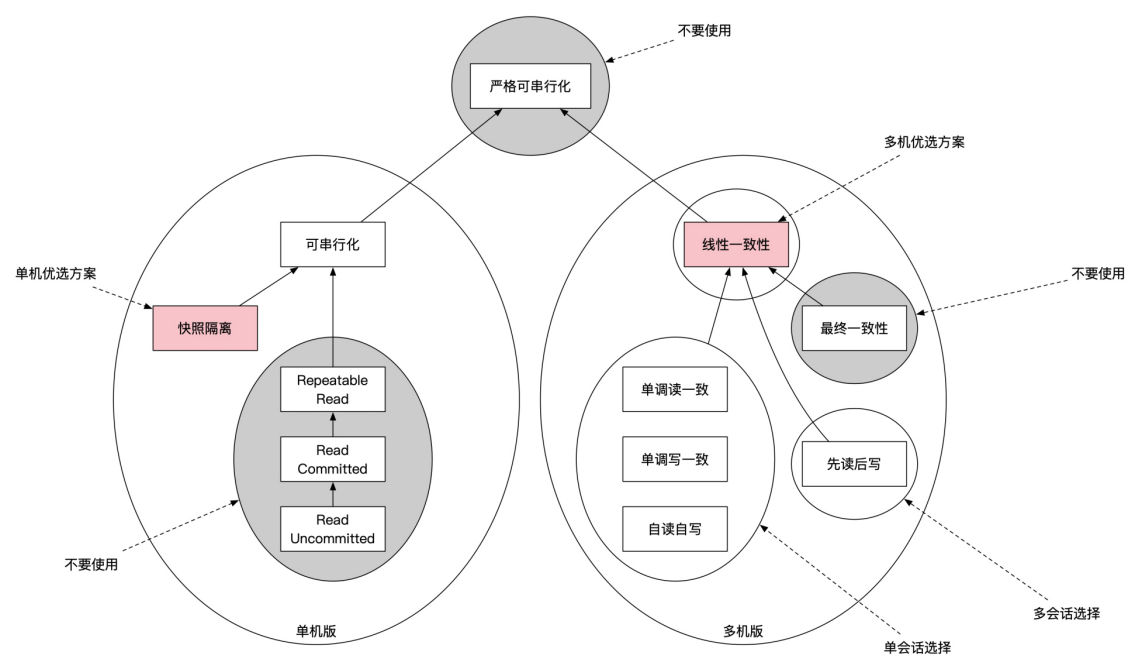 不要使用
严格可串行化
多机优选方案
可串行化
线性一致性
单机优选方案
不要使用
快照隔离
最终一致性
Repeatable
Read
单调读一致
Read
Committed
单调写一致
先读后写
Read
Uncommitted
自读自写
不要使用
多会话选择
单机版
多机版
单会话选择